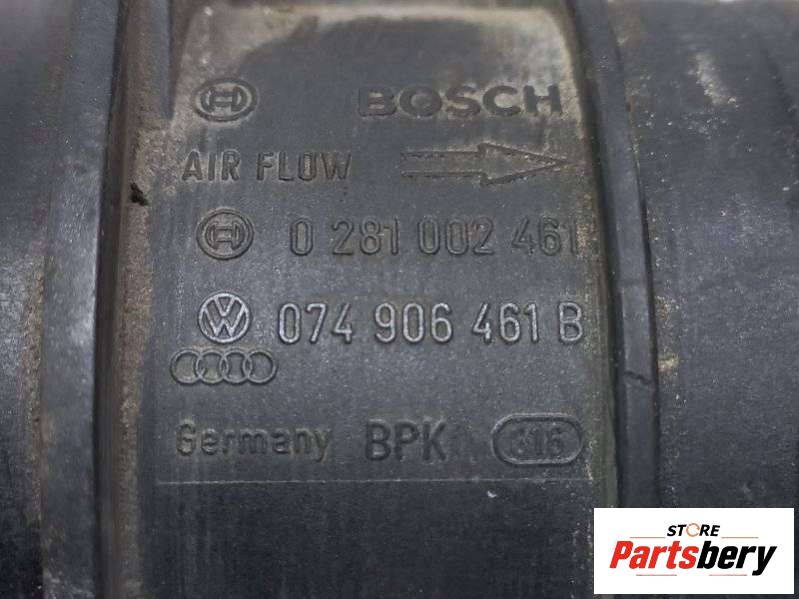 BOSCH
AIR FLOW
0 281 002 461
074 906 461 B
Germany BPK 316
STORE
Partsbery